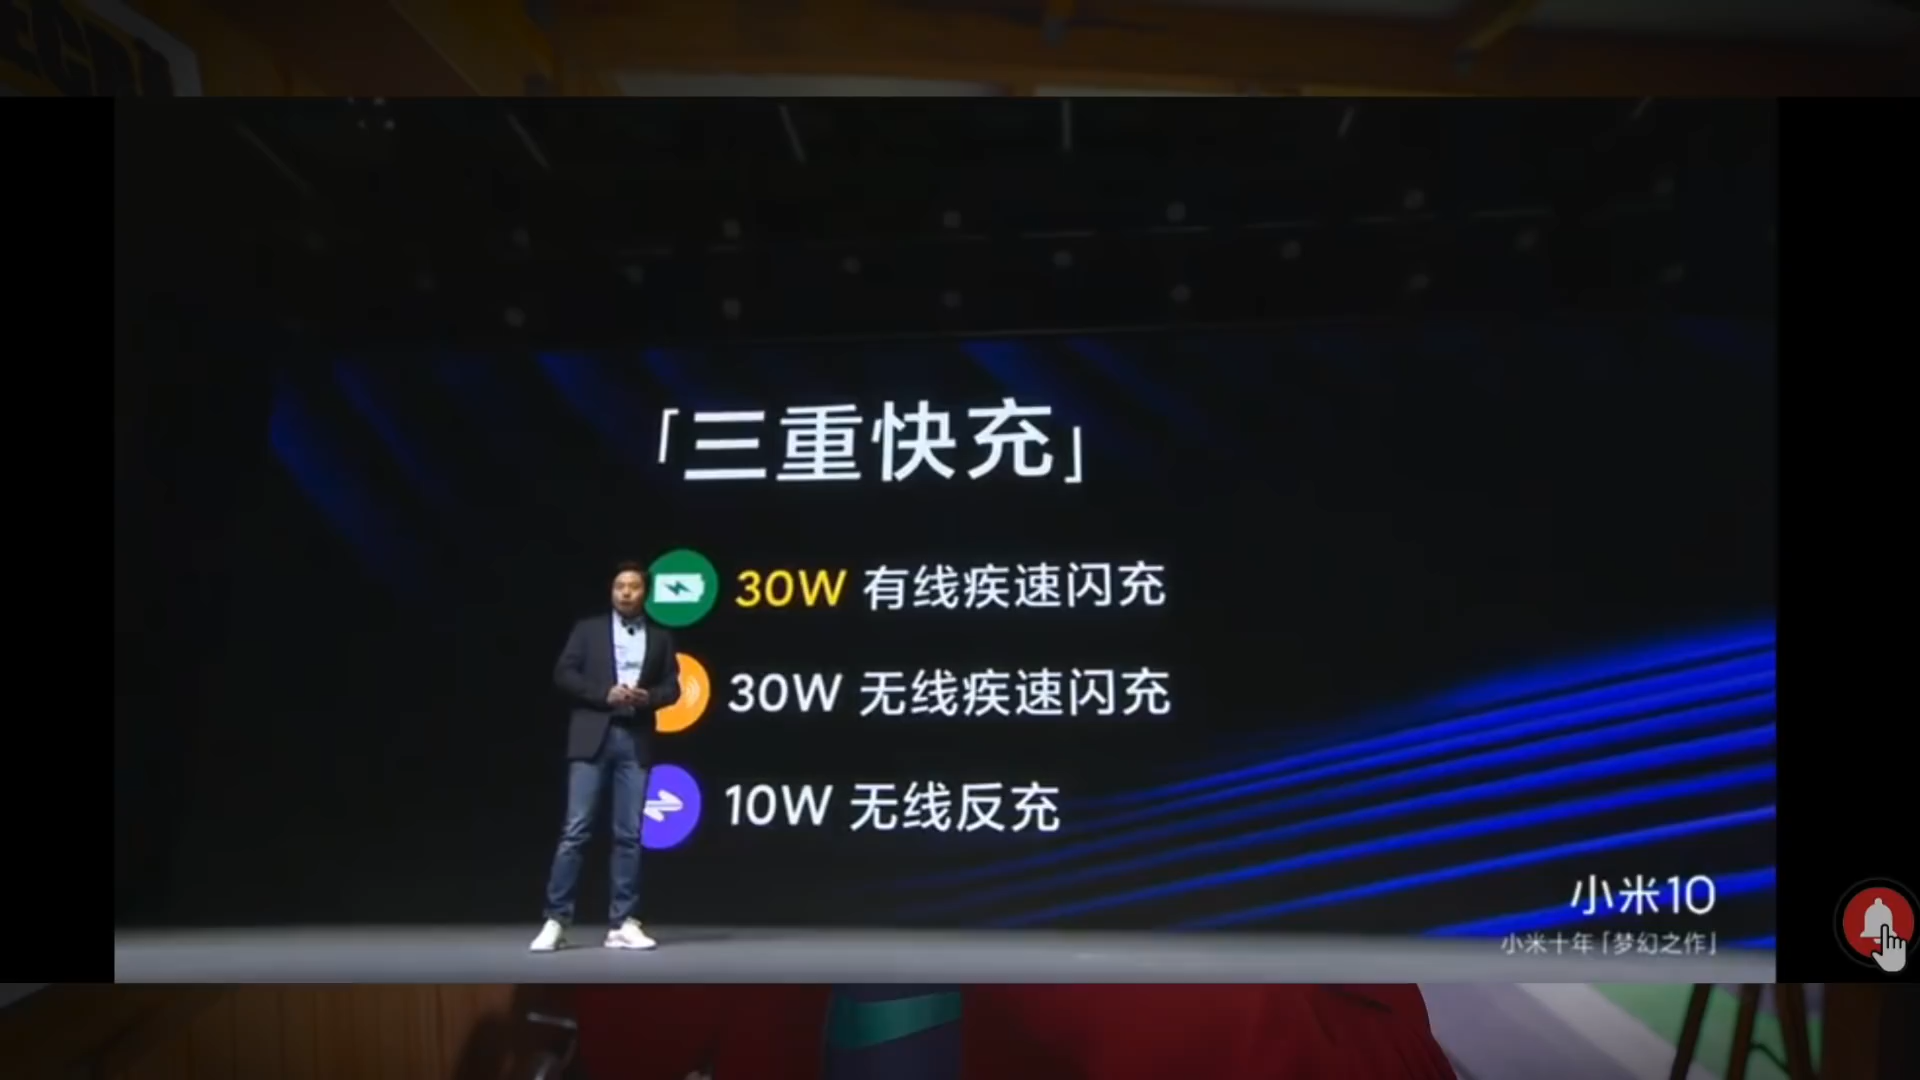 「三重快充」
30W 有线疾速闪充
30W 无线疾速闪充
10W 无线反充
小米10
小米十年「梦幻之作」